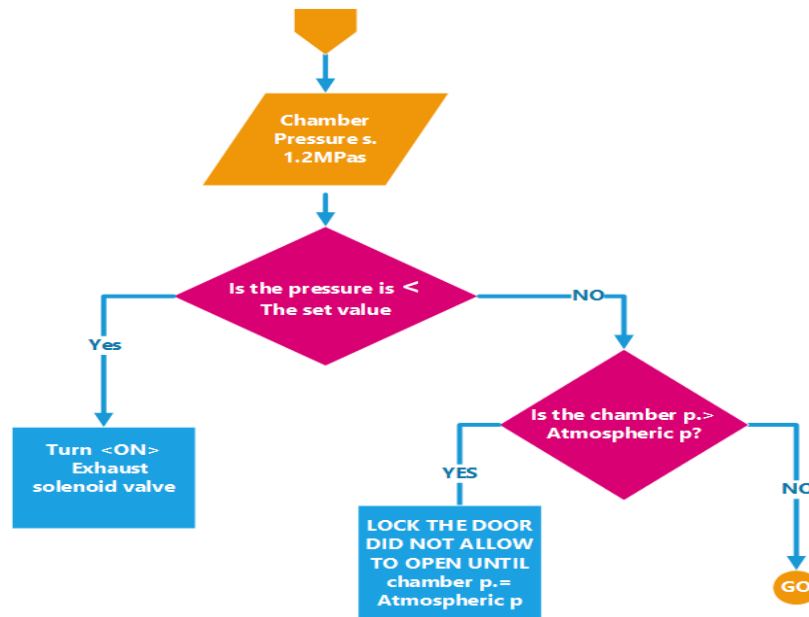 Chamber
Pressure s.
1.2MPas
Is the pressure is <
The set value
NO
Yes
Is the chamber p.>
Atmospheric p?
Turn <ON>
Exhaust
solenoid valve
YES
NO
LOCK THE DOOR
DID NOT ALLOW
TO OPEN UNTIL
chamber p.=
Atmospheric p
GO